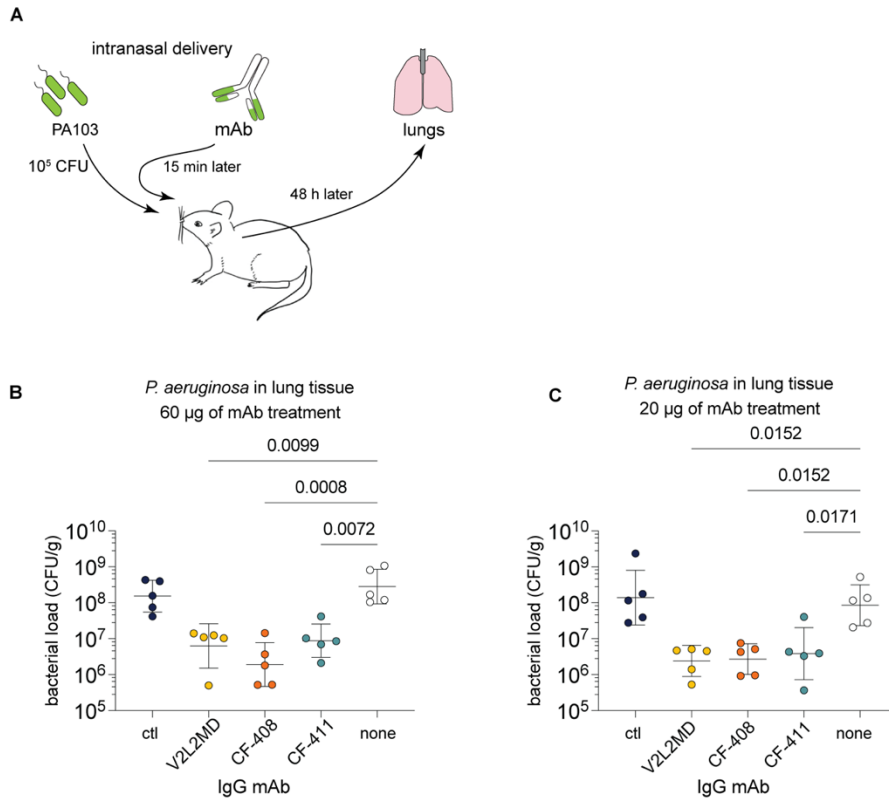 A
intranasal delivery
PA103
mAb
lungs
10⁵ CFU
15 min later
48 h later
B
P. aeruginosa in lung tissue
60 µg of mAb treatment
0.0099
0.0008
0.0072
bacterial load (CFU/g)
10¹⁰
10⁹
10⁸
10⁷
10⁶
10⁵
ctl
V2L2MD
CF-408
CF-411
none
IgG mAb
C
P. aeruginosa in lung tissue
20 µg of mAb treatment
0.0152
0.0152
0.0171
bacterial load (CFU/g)
10¹⁰
10⁹
10⁸
10⁷
10⁶
10⁵
ctl
V2L2MD
CF-408
CF-411
none
IgG mAb